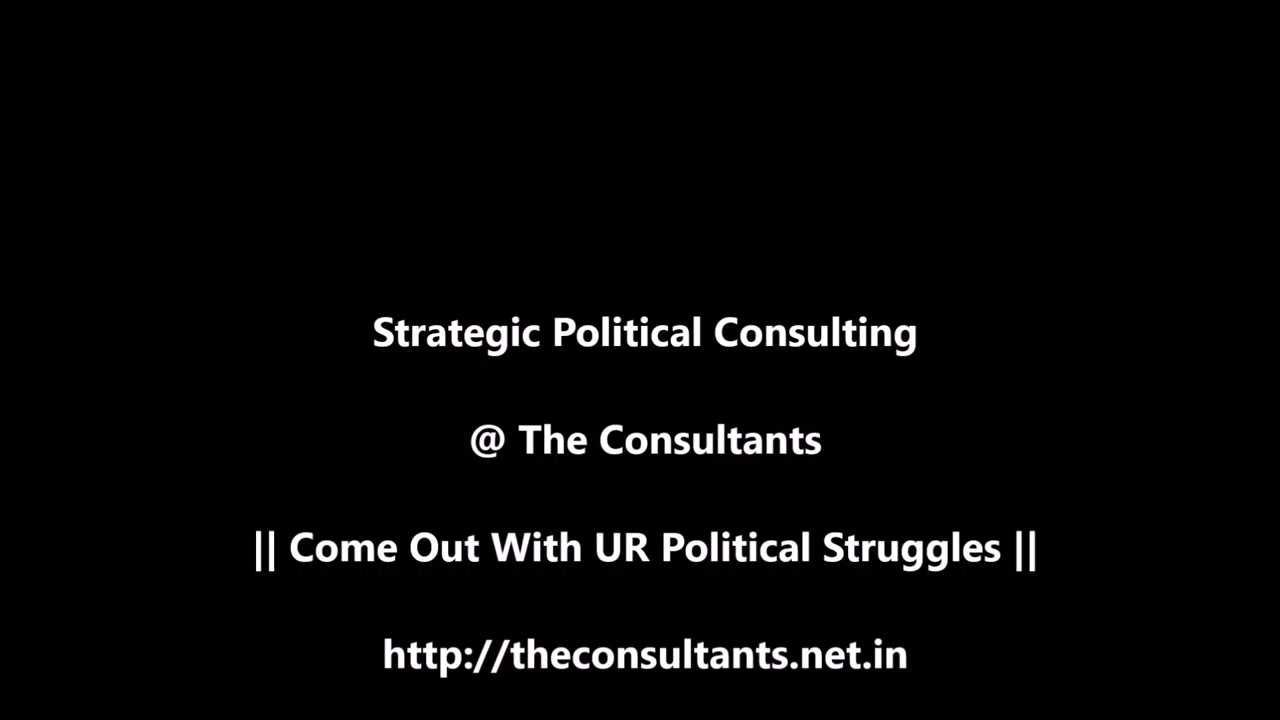 Strategic Political Consulting
@ The Consultants
|| Come Out With UR Political Struggles ||
http://theconsultants.net.in